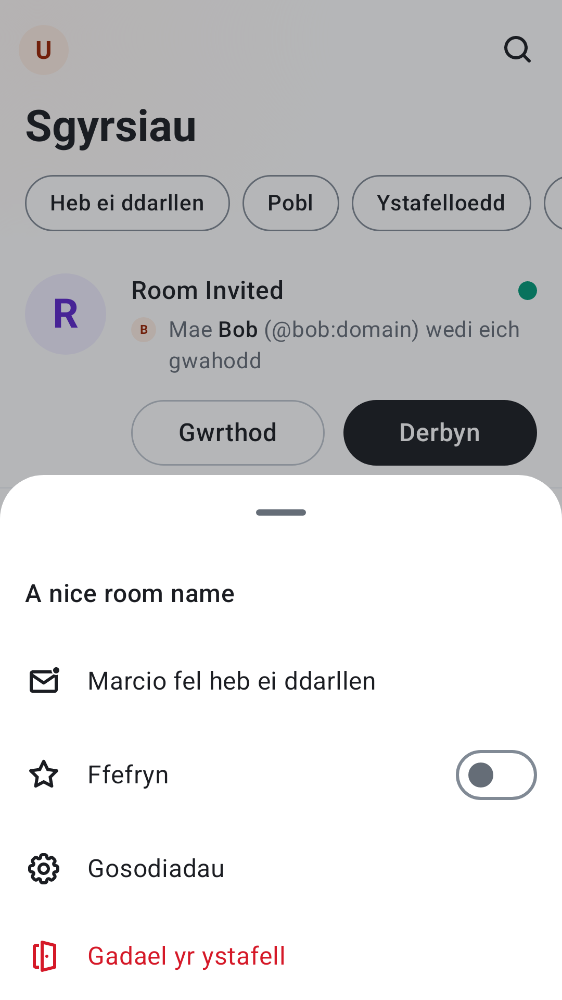 U
Sgyrsiau
Heb ei ddarllen
Pobl
Ystafelloedd
R
Room Invited
B
Mae Bob (@bob:domain) wedi eich
gwahodd
Gwrthod
Derbyn
A nice room name
Marcio fel heb ei ddarllen
Ffefryn
Gosodiadau
Gadael yr ystafell